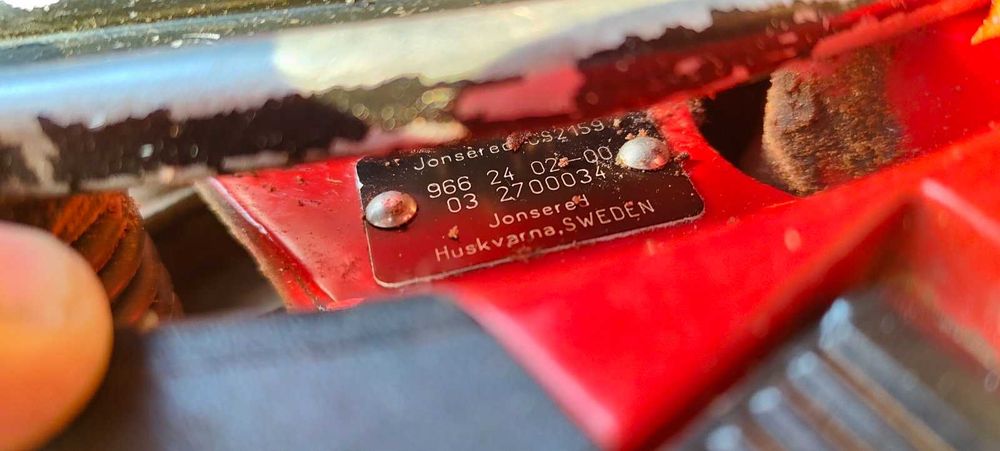 Jonsered CS2159
966 24 02-00
03 2700034
Jonsered
Huskvarna, SWEDEN